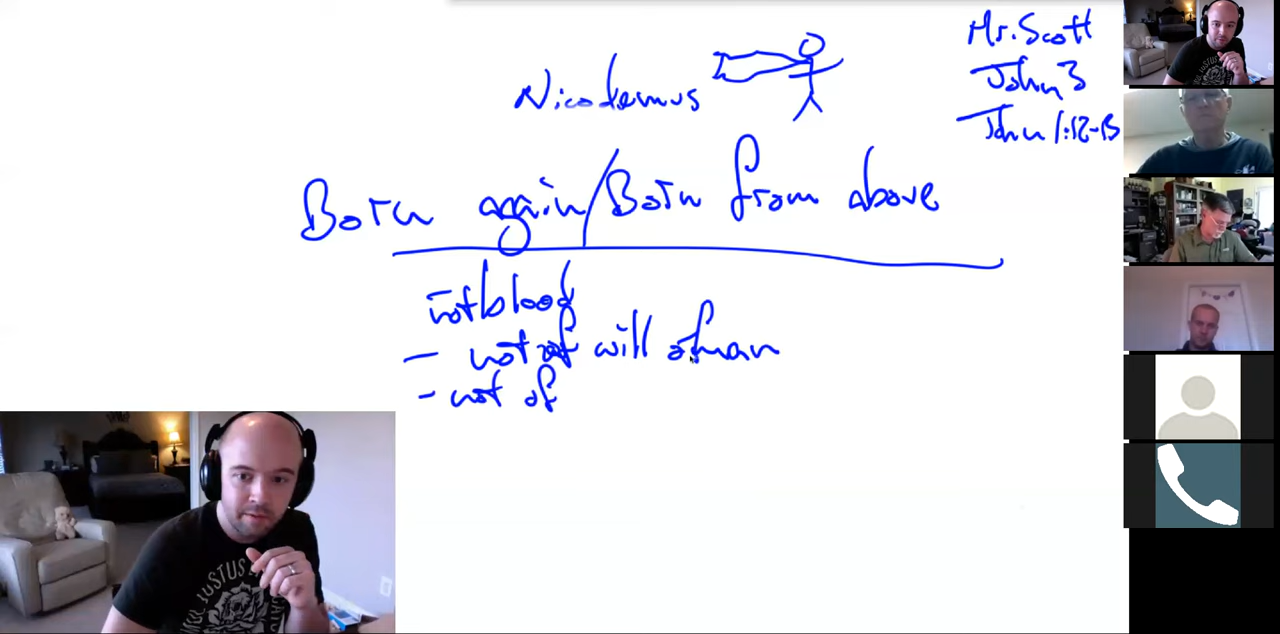 Mr. Scott
John 3
John 1:12-13
Nicodemus
Born again/Born from above
not blood
- not of will of man
- not of
JUSTUS